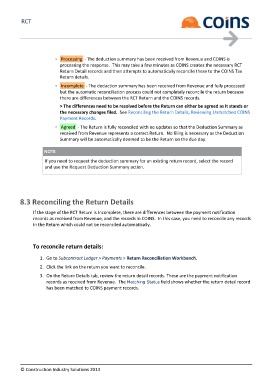 RCT
coins
Processing - The deduction summary has been received from Revenue and COINS is
processing the response. This may take a few minutes as COINS creates the necessary RCT
Return Detail records and then attempts to automatically reconcile these to the COINS Tax
Return details.
Incomplete - The deduction summary has been received from Revenue and fully processed
but the automatic reconciliation process could not completely reconcile the return because
there are differences between the RCT Return and the COINS records.
> The differences need to be resolved before the Return can either be agreed as it stands or
the necessary changes filed. See Reconciling the Return Details, Reviewing Unmatched COINS
Payment Records.
Agreed - The Return is fully reconciled with no updates so that the Deduction Summary as
received from Revenue represents a correct Return. No filing is necessary as the Deduction
Summary will be automatically deemed to be the Return on the due day.
NOTE
If you need to request the deduction summary for an existing return record, select the record
and use the Request Deduction Summary action.
8.3 Reconciling the Return Details
If the stage of the RCT Return is Incomplete, there are differences between the payment notification
records as received from Revenue, and the records in COINS. In this case, you need to reconcile any records
in the Return which could not be reconciled automatically.
To reconcile return details:
1. Go to Subcontract Ledger > Payments > Return Reconciliation Workbench.
2. Click the link on the return you want to reconcile.
3. On the Return Details tab, review the return detail records. These are the payment notification
records as received from Revenue. The Matching Status field shows whether the return detail record
has been matched to COINS payment records.
© Construction Industry Solutions 2013